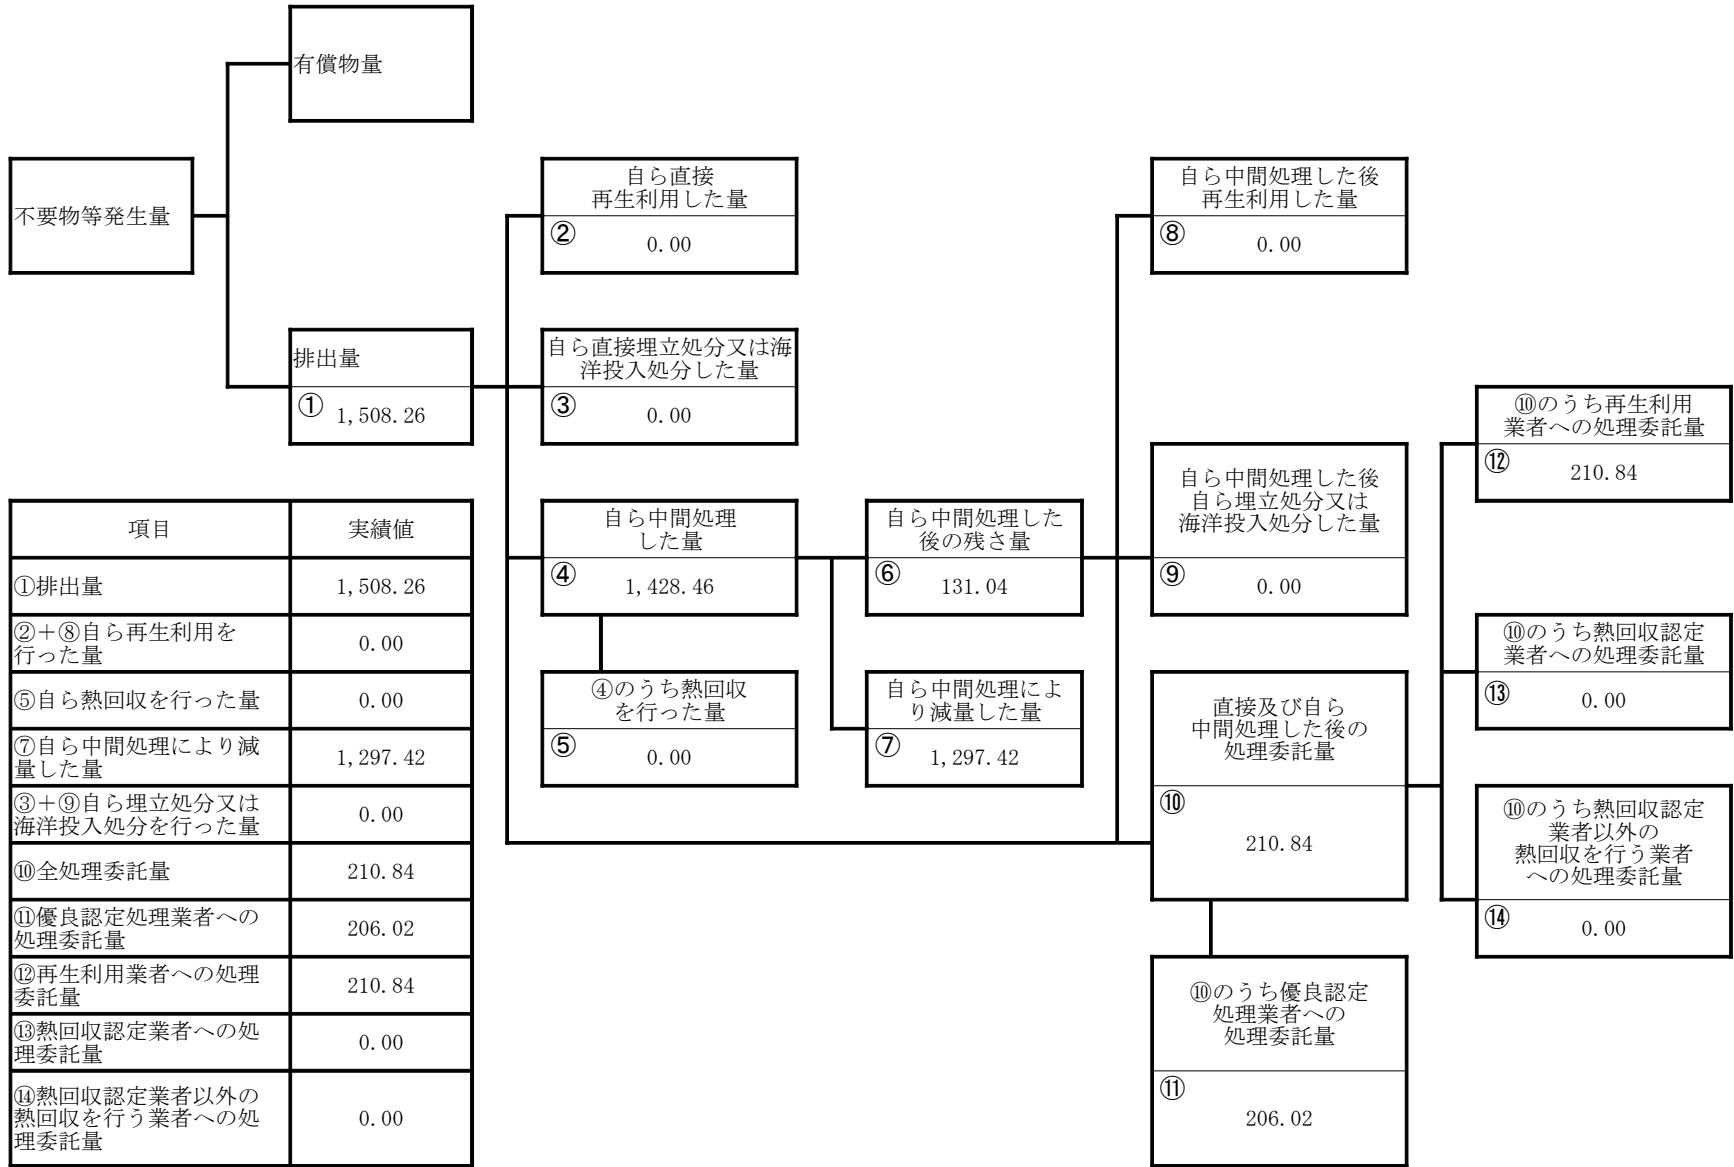 有償物量
不要物等発生量
排出量
①
1,508.26
自ら直接
再生利用した量
②
0.00
自ら直接埋立処分又は海
洋投入処分した量
③
0.00
自ら中間処理
した量
④
1,428.46
④のうち熱回収
を行った量
⑤
0.00
自ら中間処理した
後の残さ量
⑥
131.04
自ら中間処理によ
り減量した量
⑦
1,297.42
自ら中間処理した後
再生利用した量
⑧
0.00
自ら中間処理した後
自ら埋立処分又は
海洋投入処分した量
⑨
0.00
直接及び自ら
中間処理した後の
処理委託量
⑩
210.84
⑩のうち優良認定
処理業者への
処理委託量
⑪
206.02
⑩のうち再生利用
業者への処理委託量
⑫
210.84
⑩のうち熱回収認定
業者への処理委託量
⑬
0.00
⑩のうち熱回収認定
業者以外の
熱回収を行う業者
への処理委託量
⑭
0.00
項目 実績値
①排出量 1,508.26
②+⑧自ら再生利用を
行った量 0.00
⑤自ら熱回収を行った量 0.00
⑦自ら中間処理により減
量した量 1,297.42
③+⑨自ら埋立処分又は
海洋投入処分を行った量 0.00
⑩全処理委託量 210.84
⑪優良認定処理業者への
処理委託量 206.02
⑫再生利用業者への処理
委託量 210.84
⑬熱回収認定業者への処
理委託量 0.00
⑭熱回収認定業者以外の
熱回収を行う業者への処
理委託量 0.00